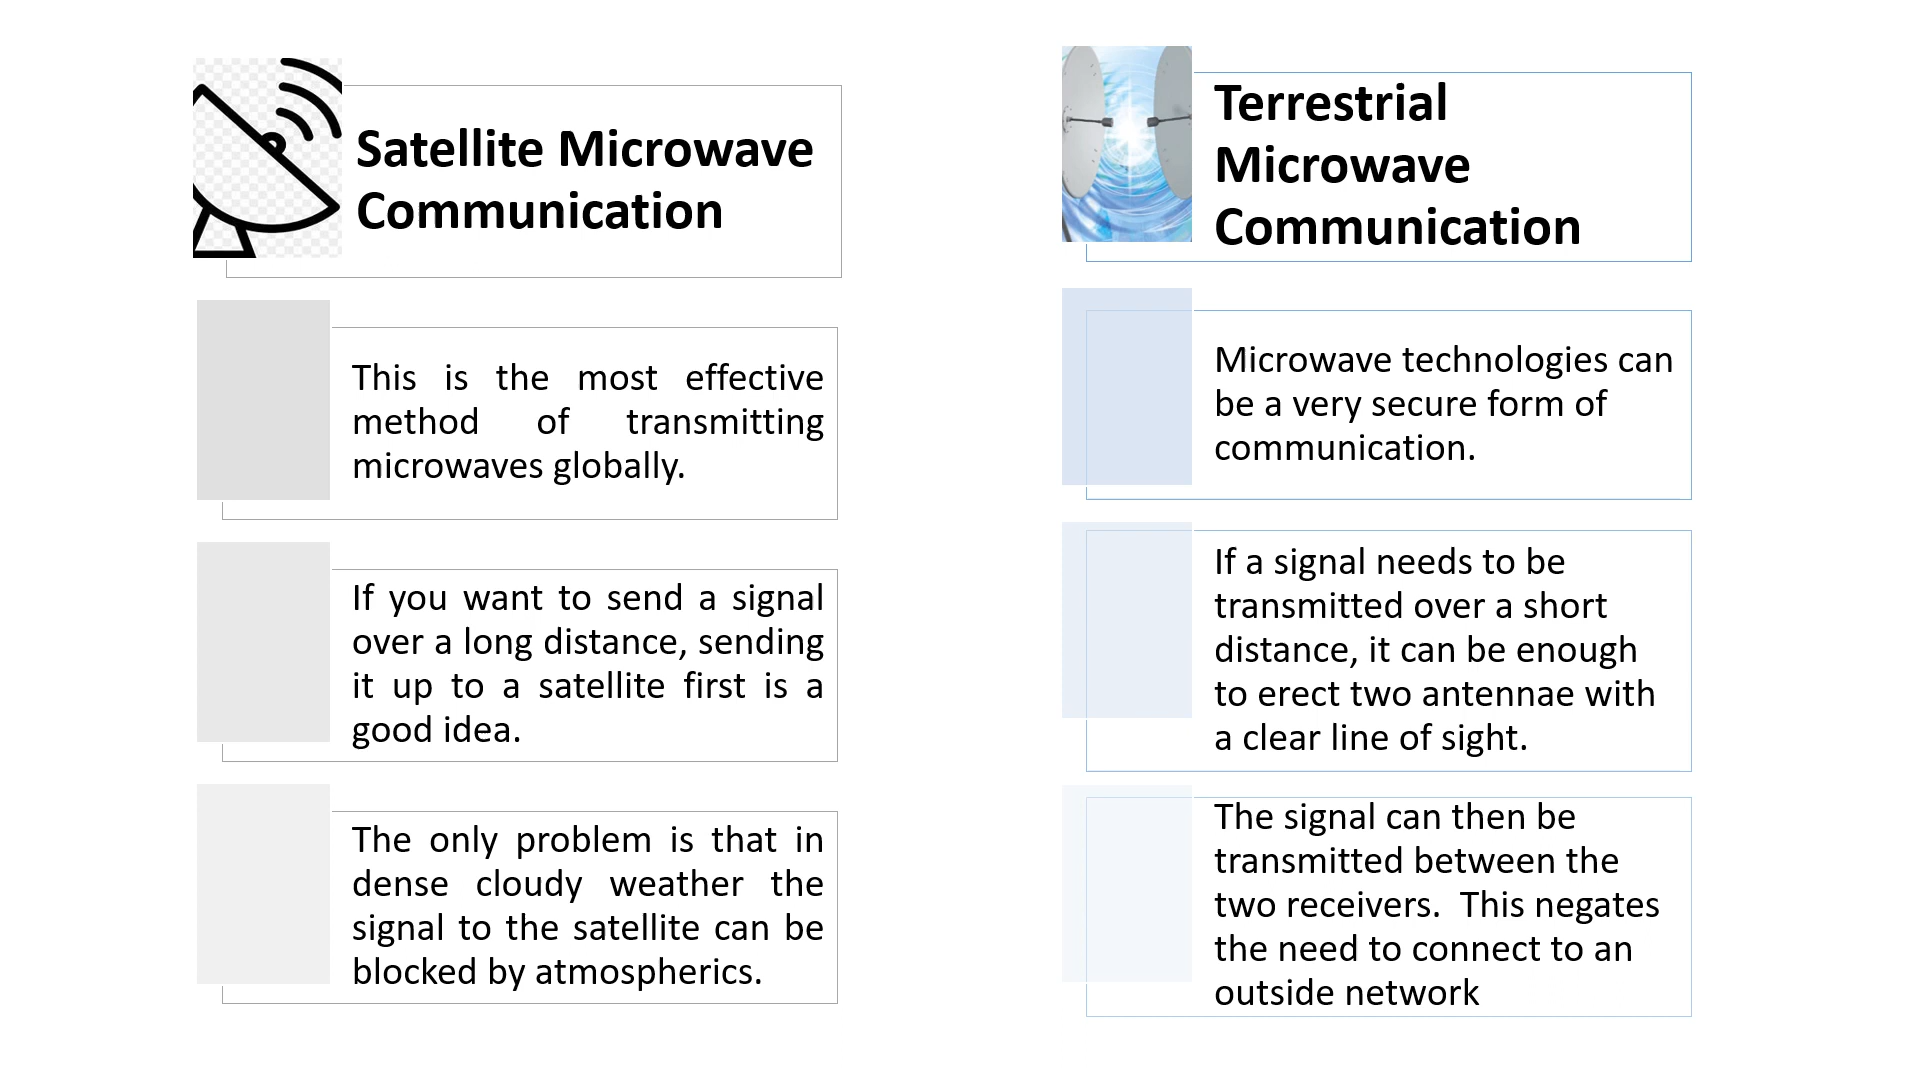 Satellite Microwave
Communication
This is the most effective
method of transmitting
microwaves globally.
If you want to send a signal
over a long distance, sending
it up to a satellite first is a
good idea.
The only problem is that in
dense cloudy weather the
signal to the satellite can be
blocked by atmospherics.
Terrestrial
Microwave
Communication
Microwave technologies can
be a very secure form of
communication.
If a signal needs to be
transmitted over a short
distance, it can be enough
to erect two antennae with
a clear line of sight.
The signal can then be
transmitted between the
two receivers.  This negates
the need to connect to an
outside network